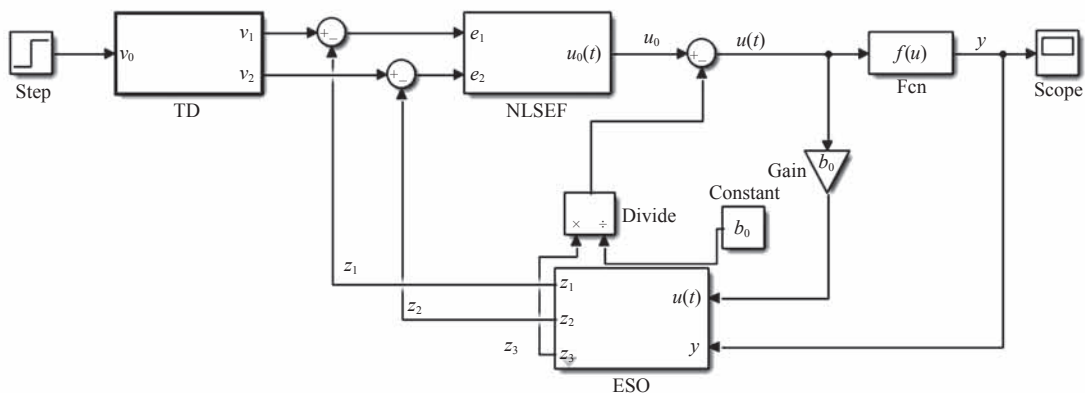 Step
v₀
v₁
v₂
TD
+
−
+
−
e₁
e₂
u₀(t)
NLSEF
u₀
+
−
u(t)
f(u)
Fcn
y
Scope
Gain
b₀
Constant
b₀
×
÷
Divide
z₁
z₂
z₃
z₁
z₂
z₃
u(t)
y
ESO